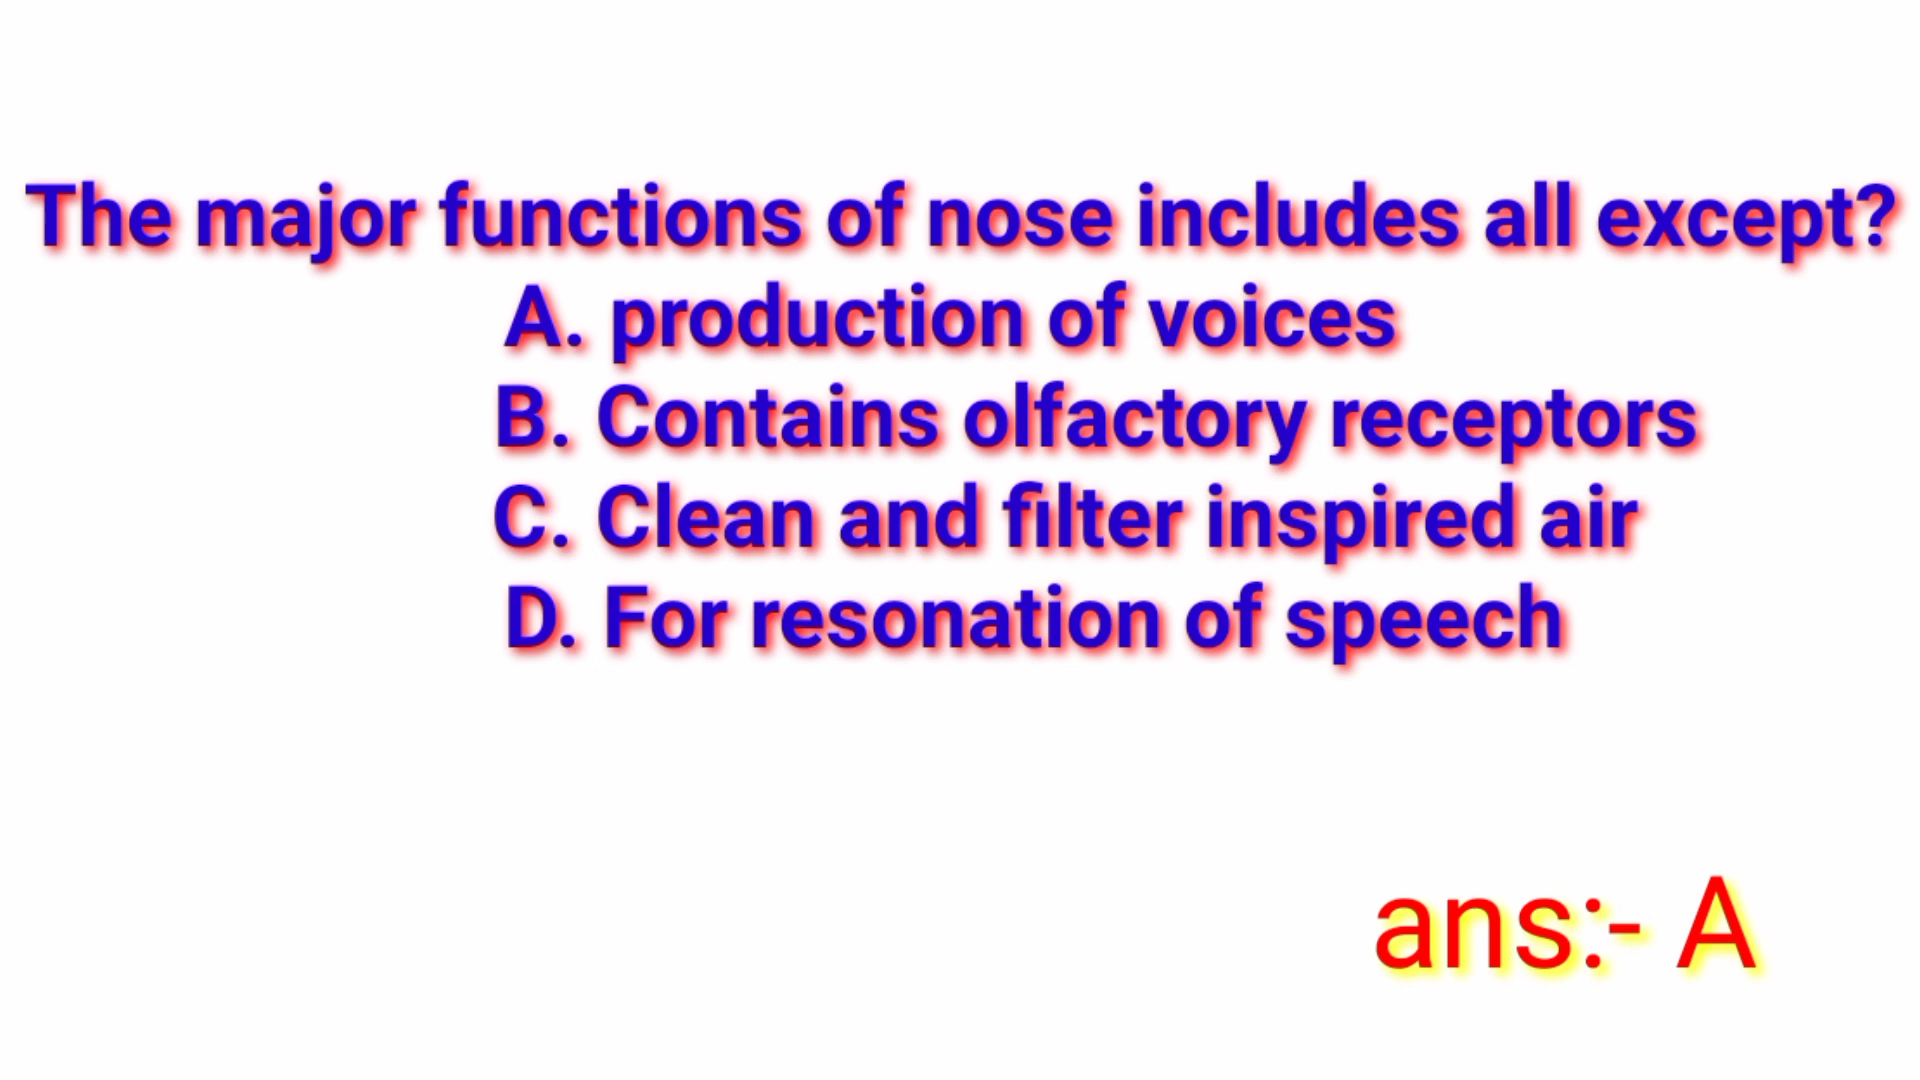 The major functions of nose includes all except?
A. production of voices
B. Contains olfactory receptors
C. Clean and filter inspired air
D. For resonation of speech
ans:- A